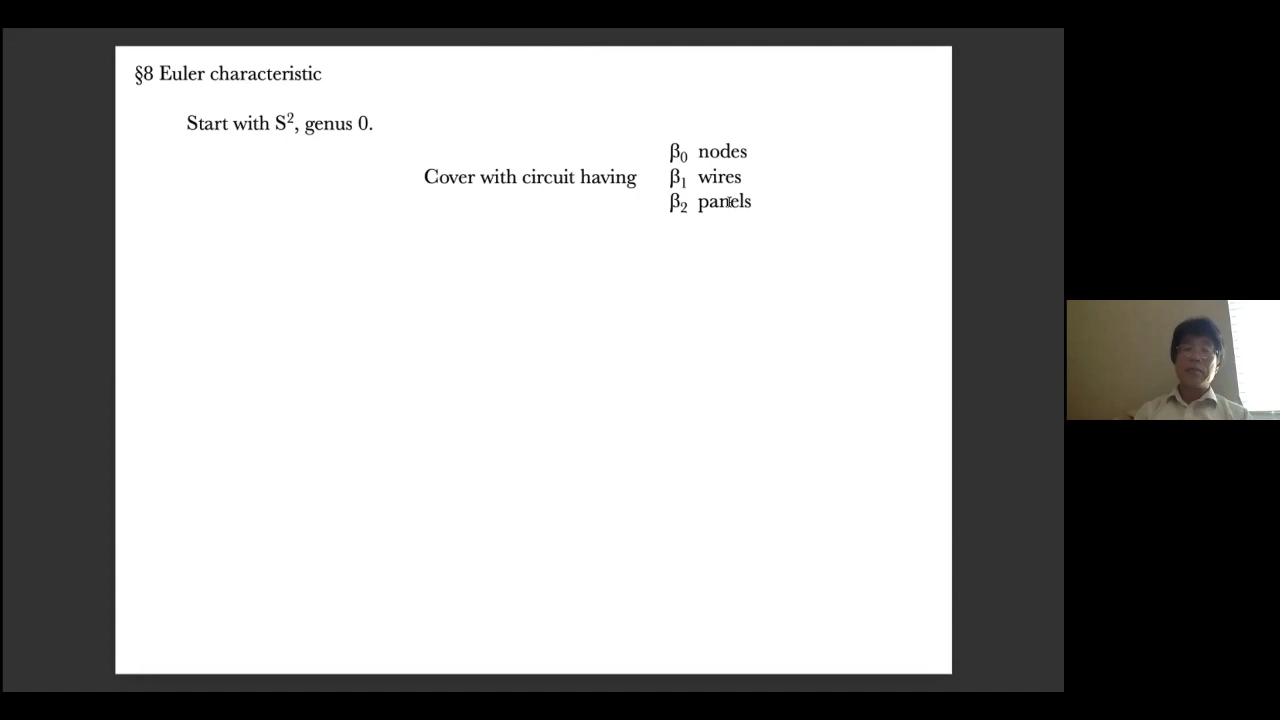 §8 Euler characteristic
Start with S², genus 0.
β₀ nodes
Cover with circuit having β₁ wires
β₂ panels